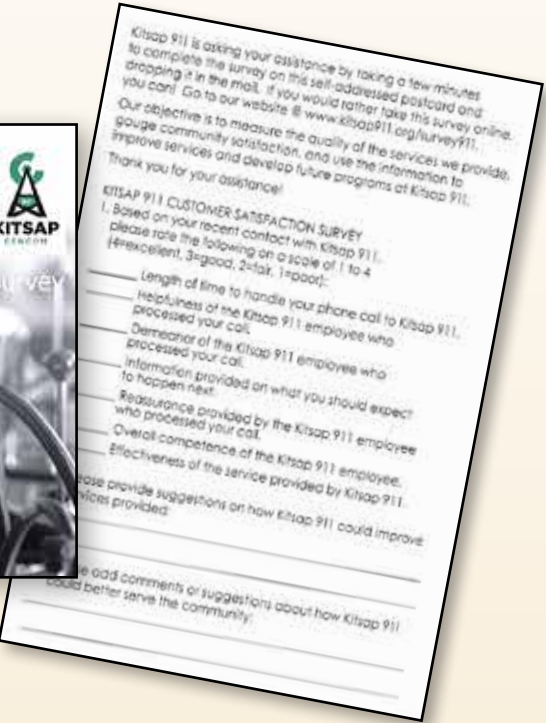 KITSAP
CENCOM
Survey
Kitsap 911 is asking your assistance by taking a few minutes
to complete the survey on this self-addressed postcard and
dropping it in the mail. If you would rather take this survey online,
you can! Go to our website @ www.kitsap911.org/survey911.
Our objective is to measure the quality of the services we provide,
gauge community satisfaction, and use the information to
improve services and develop future programs at Kitsap 911.
Thank you for your assistance!
KITSAP 911 CUSTOMER SATISFACTION SURVEY
1. Based on your recent contact with Kitsap 911,
please rate the following on a scale of 1 to 4
(4=excellent, 3=good, 2=fair, 1=poor):
Length of time to handle your phone call to Kitsap 911.
Helpfulness of the Kitsap 911 employee who
processed your call.
Demeanor of the Kitsap 911 employee who
processed your call.
Information provided on what you should expect
to happen next.
Reassurance provided by the Kitsap 911 employee
who processed your call.
Overall competence of the Kitsap 911 employee.
Effectiveness of the service provided by Kitsap 911.
ease provide suggestions on how Kitsap 911 could improve
vices provided:
e add comments or suggestions about how Kitsap 911
could better serve the community: